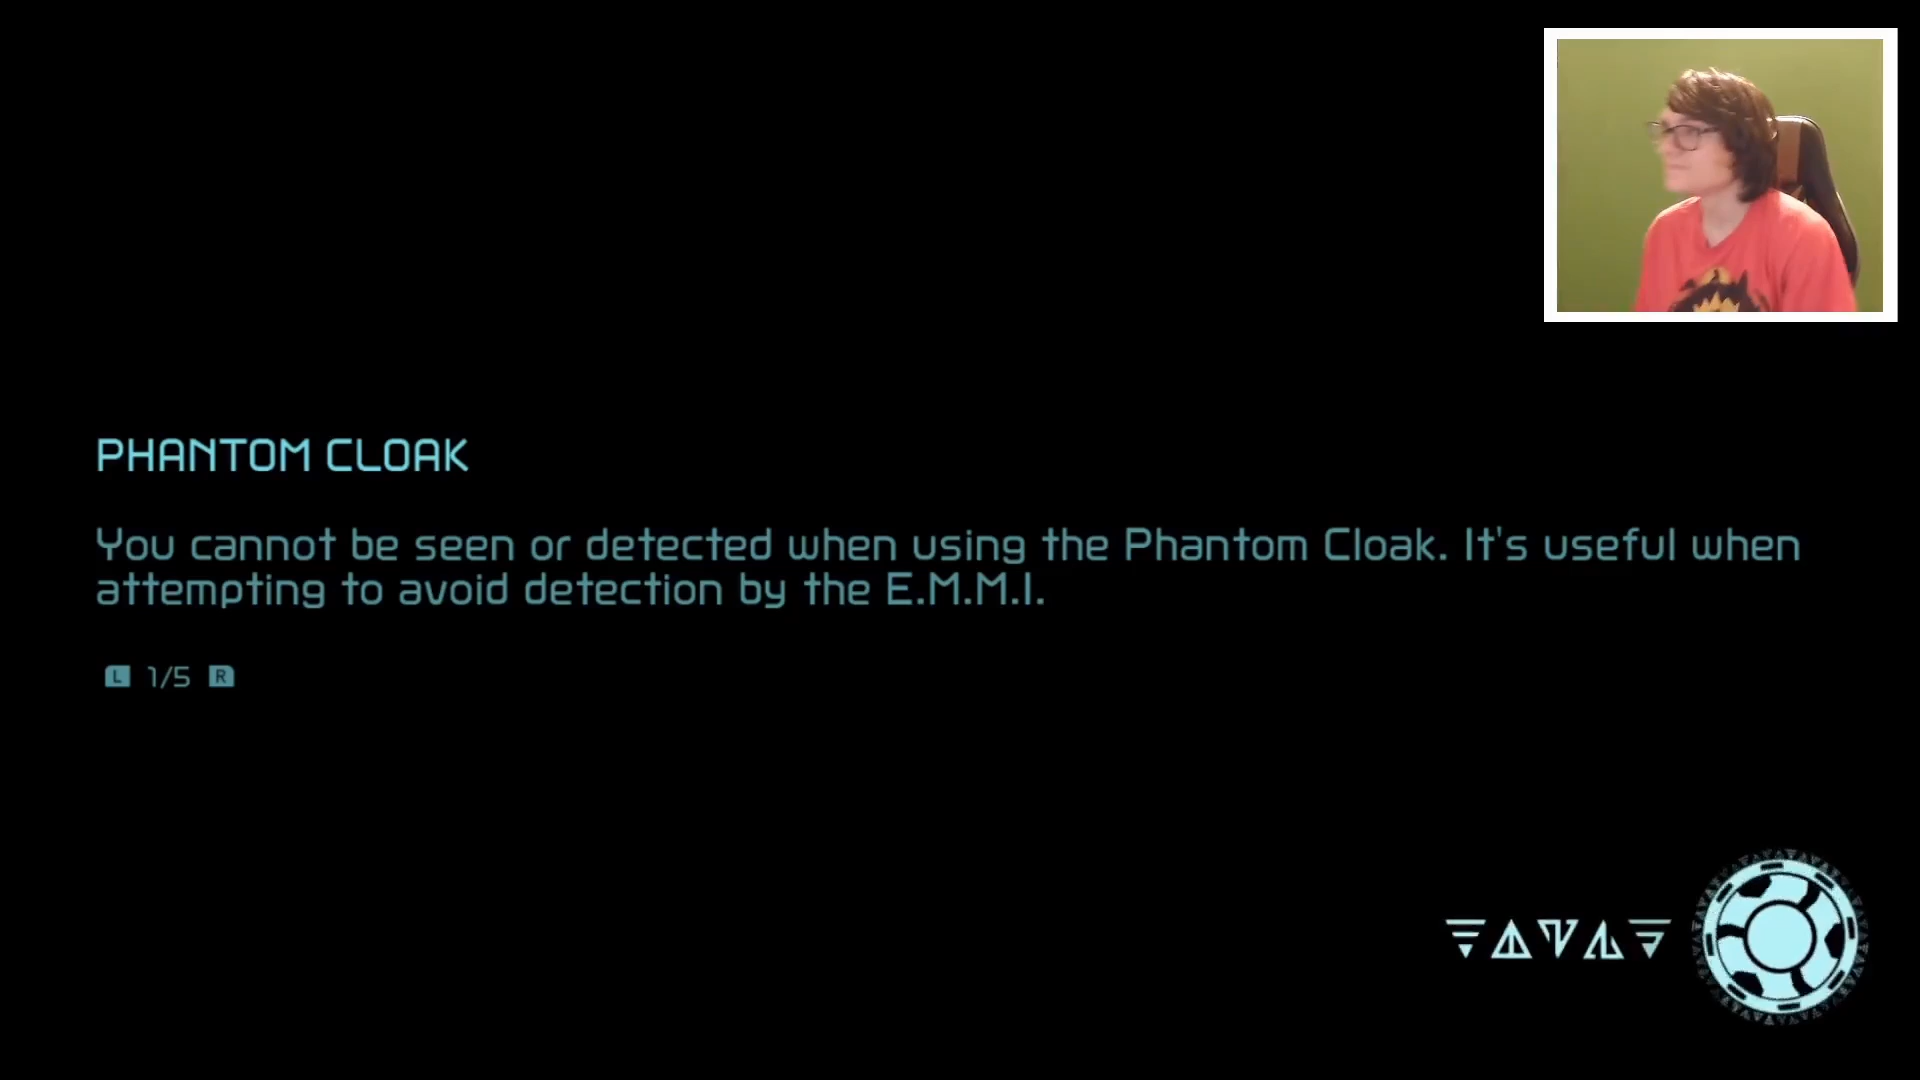 PHANTOM CLOAK
You cannot be seen or detected when using the Phantom Cloak. It's useful when
attempting to avoid detection by the E.M.M.I.
L 1/5 R